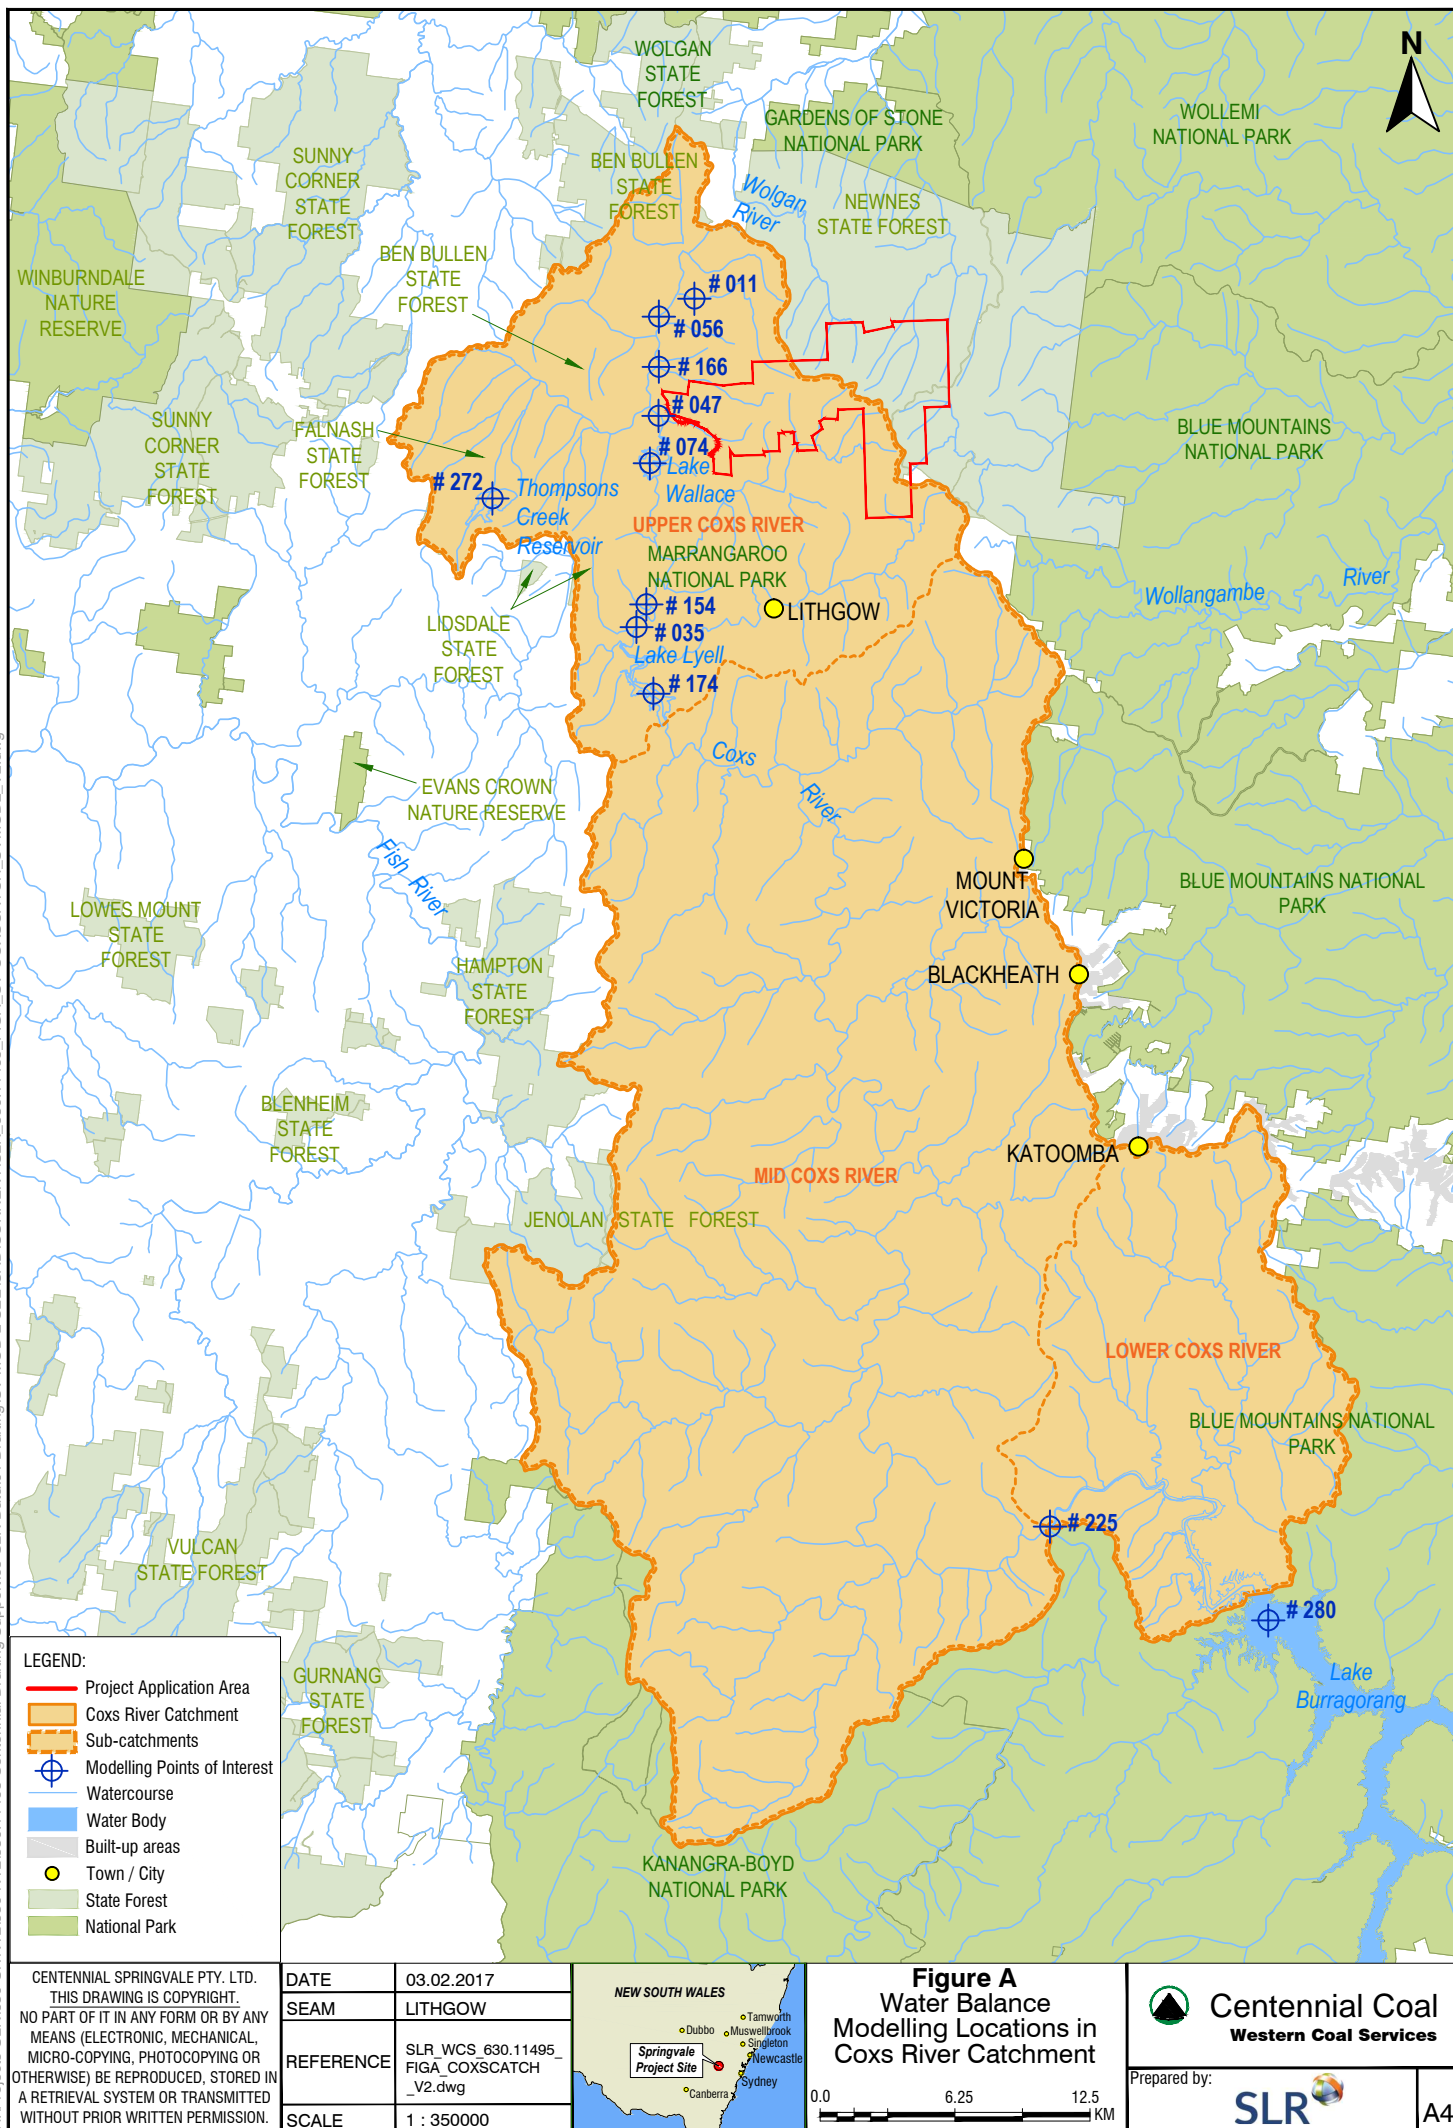 N
WOLGAN
STATE
FOREST
GARDENS OF STONE
NATIONAL PARK
WOLLEMI
NATIONAL PARK
SUNNY
CORNER
STATE
FOREST
BEN BULLEN
STATE
FOREST
Wolgan
River
NEWNES
STATE FOREST
BEN BULLEN
STATE
FOREST
WINBURNDALE
NATURE
RESERVE
# 011
# 056
# 166
# 047
# 074
Lake
Wallace
SUNNY
CORNER
STATE
FOREST
FALNASH
STATE
FOREST
BLUE MOUNTAINS
NATIONAL PARK
# 272
Thompsons
Creek
Reservoir
UPPER COXS RIVER
MARRANGAROO
NATIONAL PARK
LITHGOW
Wollangambe
River
# 154
# 035
Lake Lyell
# 174
LIDSDALE
STATE
FOREST
Coxs
River
EVANS CROWN
NATURE RESERVE
Fish River
MOUNT
VICTORIA
BLUE MOUNTAINS NATIONAL
PARK
LOWES MOUNT
STATE
FOREST
HAMPTON
STATE
FOREST
BLACKHEATH
BLENHEIM
STATE
FOREST
KATOOMBA
MID COXS RIVER
JENOLAN STATE FOREST
LOWER COXS RIVER
BLUE MOUNTAINS NATIONAL
PARK
# 225
VULCAN
STATE FOREST
# 280
Lake
Burragorang
GURNANG
STATE
FOREST
KANANGRA-BOYD
NATIONAL PARK
LEGEND:
Project Application Area
Coxs River Catchment
Sub-catchments
Modelling Points of Interest
Watercourse
Water Body
Built-up areas
Town / City
State Forest
National Park
CENTENNIAL SPRINGVALE PTY. LTD.
THIS DRAWING IS COPYRIGHT.
NO PART OF IT IN ANY FORM OR BY ANY
MEANS (ELECTRONIC, MECHANICAL,
MICRO-COPYING, PHOTOCOPYING OR
OTHERWISE) BE REPRODUCED, STORED IN
A RETRIEVAL SYSTEM OR TRANSMITTED
WITHOUT PRIOR WRITTEN PERMISSION.
DATE 03.02.2017
SEAM LITHGOW
REFERENCE SLR_WCS_630.11495_
FIGA_COXSCATCH
_V2.dwg
SCALE 1 : 350000
NEW SOUTH WALES
Tamworth
Dubbo
Muswellbrook
Singleton
Newcastle
Springvale
Project Site
Sydney
Canberra
Figure A
Water Balance
Modelling Locations in
Coxs River Catchment
0.0 6.25 12.5
KM
Centennial Coal
Western Coal Services
Prepared by:
SLR
A4